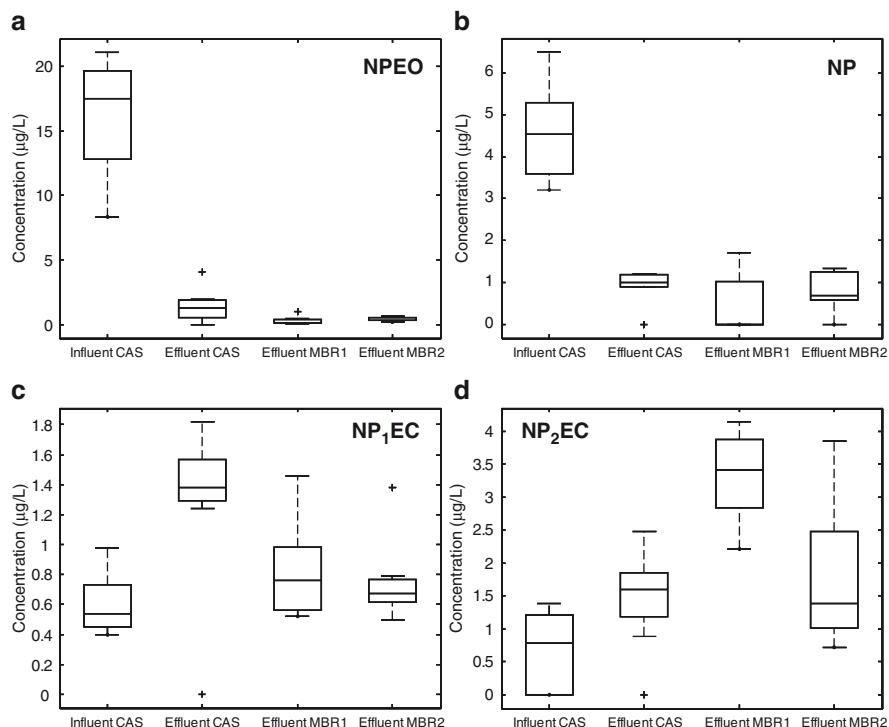 a
NPEO
Concentration (µg/L)
20
15
10
5
0
Influent CAS Effluent CAS Effluent MBR1 Effluent MBR2
b
NP
Concentration (µg/L)
6
5
4
3
2
1
0
Influent CAS Effluent CAS Effluent MBR1 Effluent MBR2
c
NP₁EC
Concentration (µg/L)
1.8
1.6
1.4
1.2
1
0.8
0.6
0.4
0.2
0
Influent CAS Effluent CAS Effluent MBR1 Effluent MBR2
d
NP₂EC
Concentration (µg/L)
4
3.5
3
2.5
2
1.5
1
0.5
0
Influent CAS Effluent CAS Effluent MBR1 Effluent MBR2